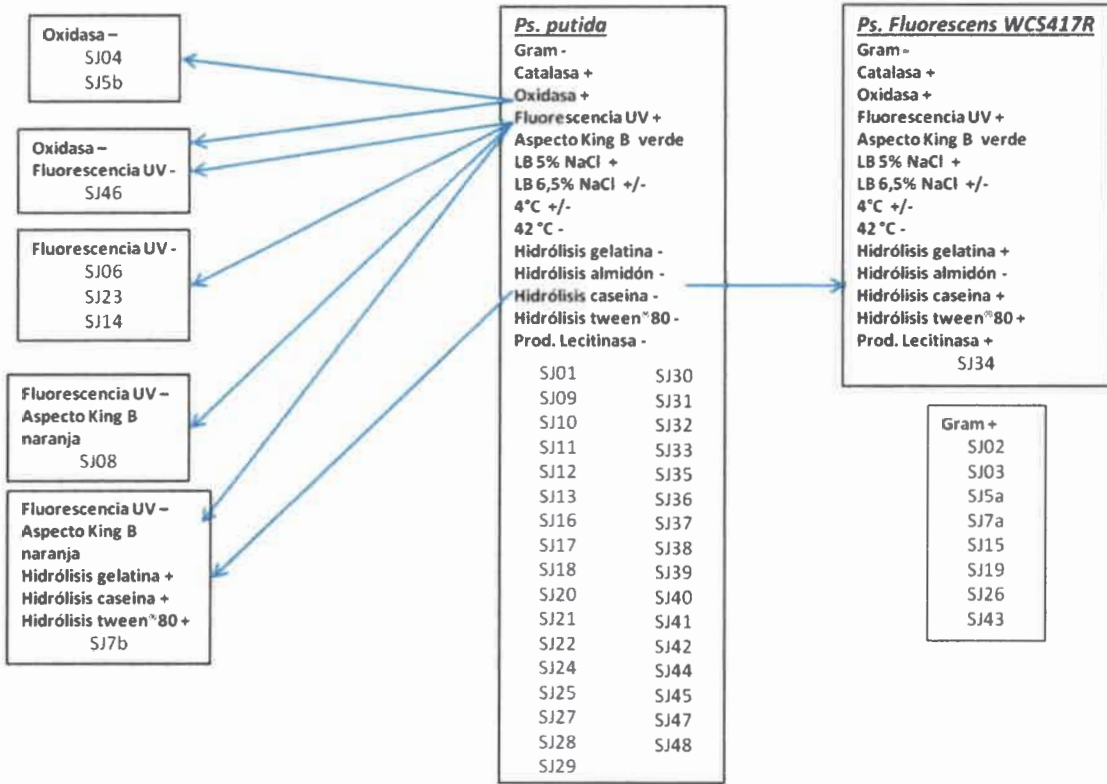 Oxidasa –
SJ04
SJ5b
Oxidasa –
Fluorescencia UV -
SJ46
Fluorescencia UV -
SJ06
SJ23
SJ14
Fluorescencia UV –
Aspecto King B
naranja
SJ08
Fluorescencia UV –
Aspecto King B
naranja
Hidrólisis gelatina +
Hidrólisis caseina +
Hidrólisis tween®80 +
SJ7b
Ps. putida
Gram -
Catalasa +
Oxidasa +
Fluorescencia UV +
Aspecto King B verde
LB 5% NaCl +
LB 6,5% NaCl +/-
4°C +/-
42 °C -
Hidrólisis gelatina -
Hidrólisis almidón -
Hidrólisis caseina -
Hidrólisis tween®80 -
Prod. Lecitinasa -
SJ01
SJ09
SJ10
SJ11
SJ12
SJ13
SJ16
SJ17
SJ18
SJ20
SJ21
SJ22
SJ24
SJ25
SJ27
SJ28
SJ29
SJ30
SJ31
SJ32
SJ33
SJ35
SJ36
SJ37
SJ38
SJ39
SJ40
SJ41
SJ42
SJ44
SJ45
SJ47
SJ48
Ps. Fluorescens WCS417R
Gram -
Catalasa +
Oxidasa +
Fluorescencia UV +
Aspecto King B verde
LB 5% NaCl +
LB 6,5% NaCl +/-
4°C +/-
42 °C -
Hidrólisis gelatina +
Hidrólisis almidón -
Hidrólisis caseina +
Hidrólisis tween®80 +
Prod. Lecitinasa +
SJ34
Gram +
SJ02
SJ03
SJ5a
SJ7a
SJ15
SJ19
SJ26
SJ43